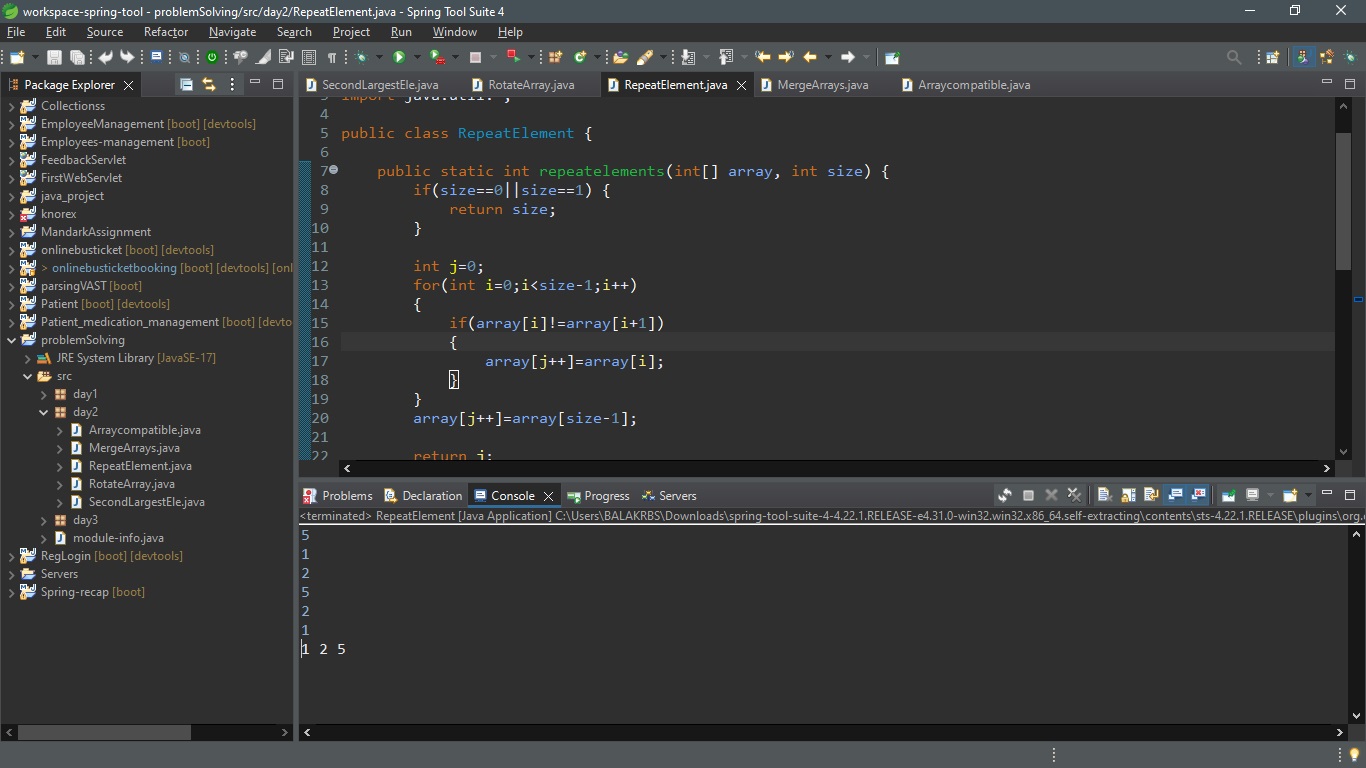 workspace-spring-tool - problemSolving/src/day2/RepeatElement.java - Spring Tool Suite 4
File Edit Source Refactor Navigate Search Project Run Window Help
Package Explorer
Collectionss
EmployeeManagement [boot] [devtools]
Employees-management [boot]
FeedbackServlet
FirstWebServlet
java_project
knorex
MandarkAssignment
onlinebusticket [boot] [devtools]
> onlinebusticketbooking [boot] [devtools] [onl
parsingVAST [boot]
Patient [boot] [devtools]
Patient_medication_management [boot] [devto
problemSolving
JRE System Library [JavaSE-17]
src
day1
day2
Arraycompatible.java
MergeArrays.java
RepeatElement.java
RotateArray.java
SecondLargestEle.java
day3
module-info.java
RegLogin [boot] [devtools]
Servers
Spring-recap [boot]
SecondLargestEle.java RotateArray.java RepeatElement.java MergeArrays.java Arraycompatible.java
3 import java.util.*;
4
5 public class RepeatElement {
6
7 public static int repeatelements(int[] array, int size) {
8 if(size==0||size==1) {
9 return size;
10 }
11
12 int j=0;
13 for(int i=0;i<size-1;i++)
14 {
15 if(array[i]!=array[i+1])
16 {
17 array[j++]=array[i];
18 }
19 }
20 array[j++]=array[size-1];
21
22 return j;
Problems Declaration Console Progress Servers
<terminated> RepeatElement [Java Application] C:\Users\BALAKRBS\Downloads\spring-tool-suite-4-4.22.1.RELEASE-e4.31.0-win32.win32.x86_64.self-extracting\contents\sts-4.22.1.RELEASE\plugins\org.
5
1
2
5
2
1
1 2 5